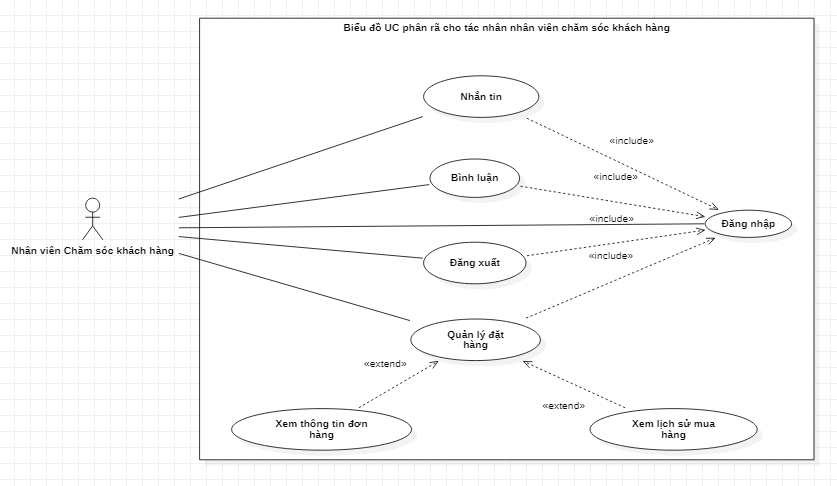 Biểu đồ UC phân rã cho tác nhân nhân viên chăm sóc khách hàng
Nhắn tin
«include»
Bình luận
«include»
«include»
Đăng nhập
Nhân viên Chăm sóc khách hàng
Đăng xuất
«include»
Quản lý đặt
hàng
«extend»
«extend»
Xem thông tin đơn
hàng
Xem lịch sử mua
hàng